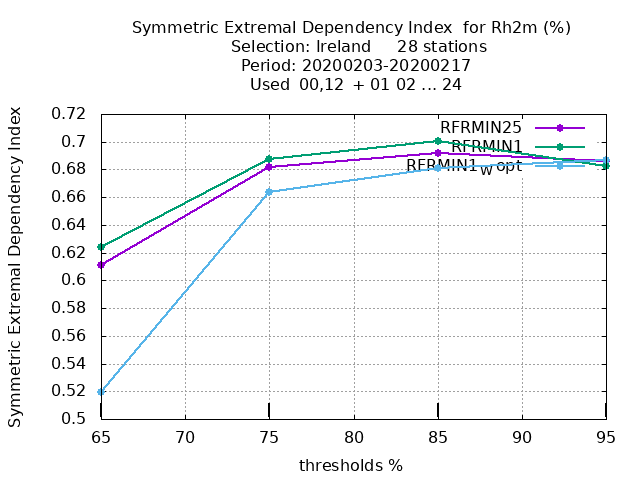 Symmetric Extremal Dependency Index for Rh2m (%)
Selection: Ireland 28 stations
Period: 20200203-20200217
Used 00,12 + 01 02 ... 24
Symmetric Extremal Dependency Index
0.72
0.7
0.68
0.66
0.64
0.62
0.6
0.58
0.56
0.54
0.52
0.5
RFRMIN25
RFRMIN1
RFRMIN1wopt
65 70 75 80 85 90 95
thresholds %